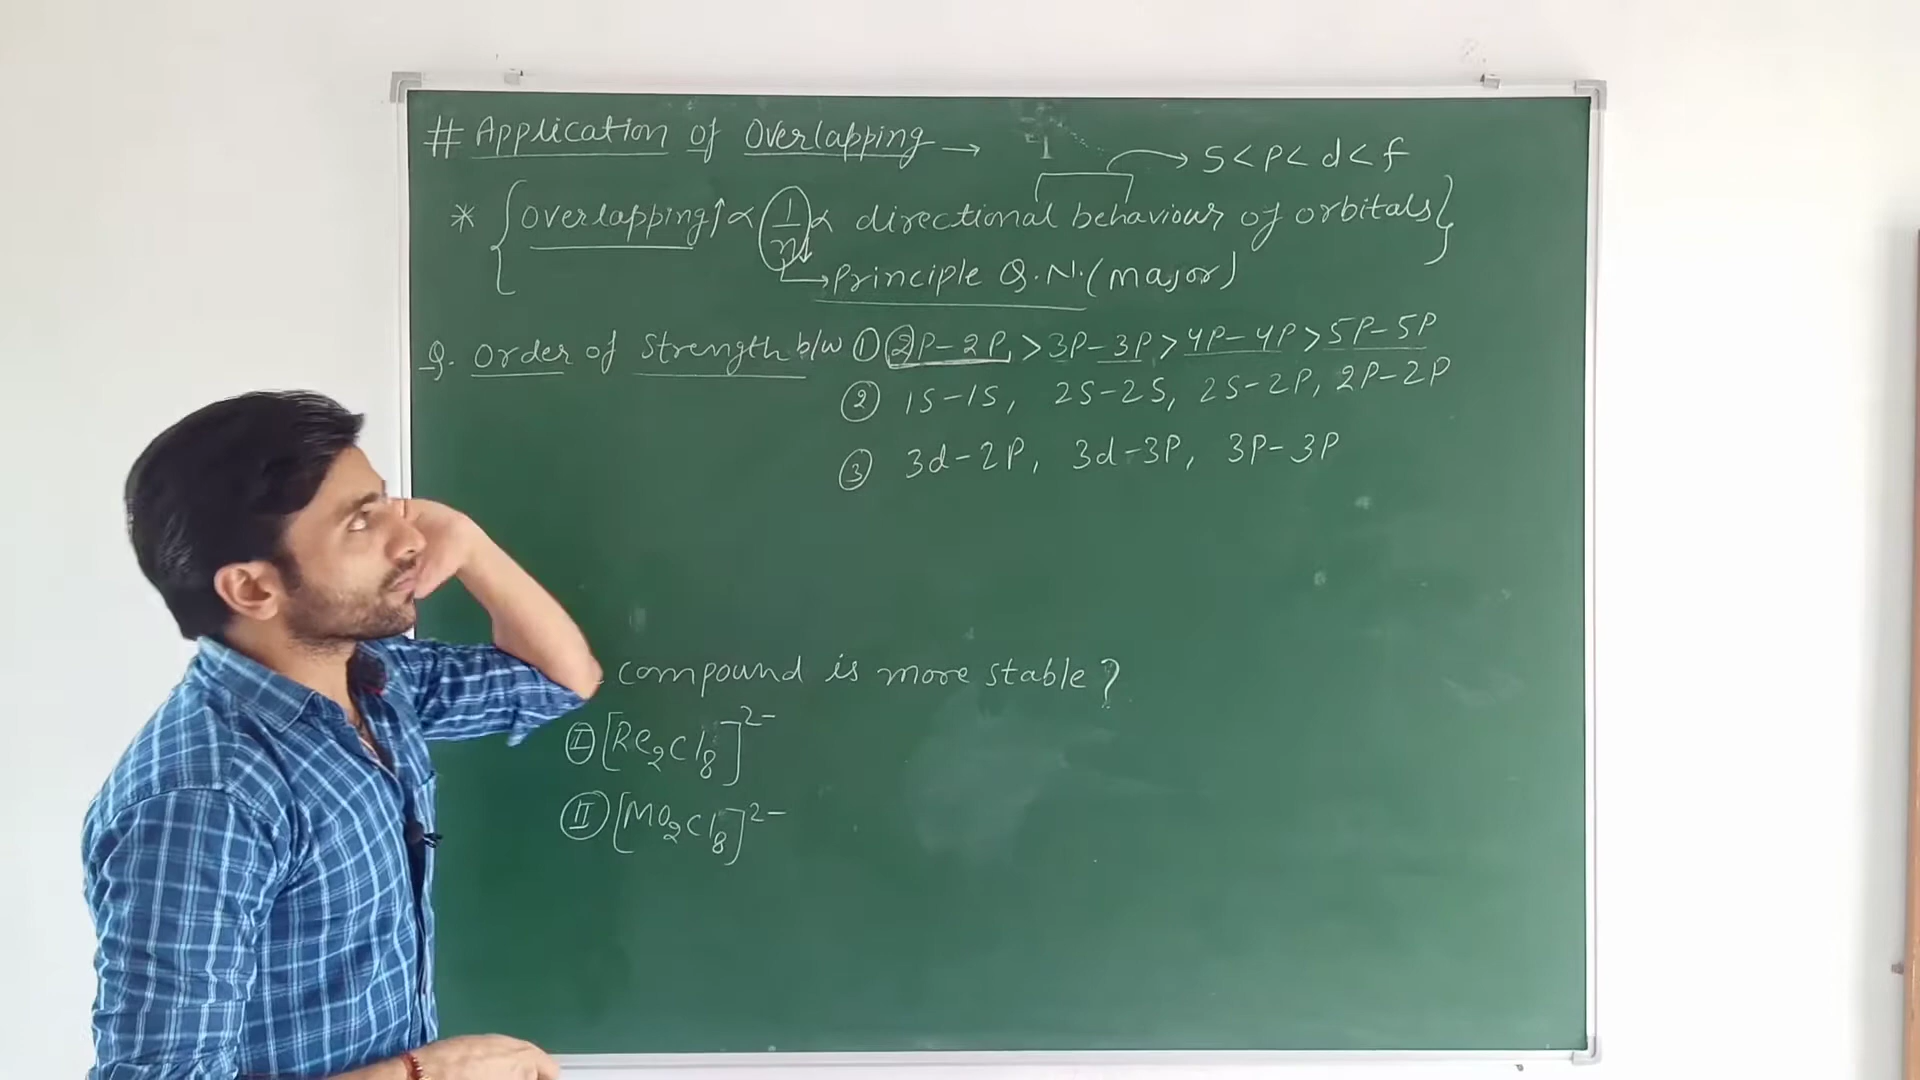 # Application of Overlapping →
→ S < P < d < f
* { Overlapping↑ ∝ 1/n↓ ∝ directional behaviour of orbitals }
→ Principle Q.N. (major)
Q. Order of Strength b/w ① 2P-2P > 3P-3P > 4P-4P > 5P-5P
② 1S-1S, 2S-2S, 2S-2P, 2P-2P
③ 3d-2P, 3d-3P, 3P-3P
compound is more stable?
Ⓘ [Re₂Cl₈]²⁻
Ⅱ [Mo₂Cl₈]²⁻